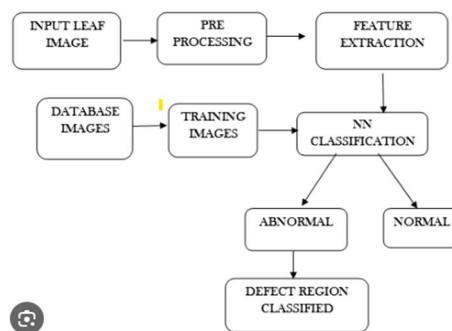 INPUT LEAF
IMAGE
PRE
PROCESSING
FEATURE
EXTRACTION
DATABASE
IMAGES
TRAINING
IMAGES
NN
CLASSIFICATION
ABNORMAL
NORMAL
DEFECT REGION
CLASSIFIED